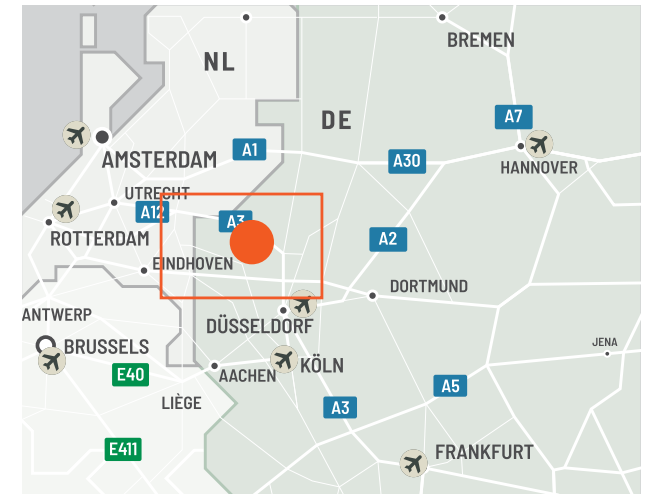 BREMEN
NL
DE
A7
A1
AMSTERDAM
A30
HANNOVER
UTRECHT
A12
A3
ROTTERDAM
A2
EINDHOVEN
DORTMUND
ANTWERP
DÜSSELDORF
BRUSSELS
JENA
KÖLN
E40
AACHEN
A5
LIÈGE
A3
E411
FRANKFURT